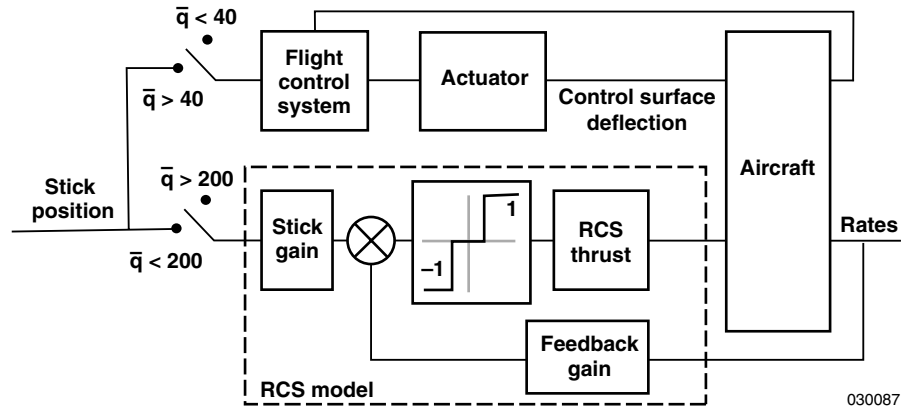 q̄ < 40
q̄ > 40
Flight
control
system
Actuator
Control surface
deflection
Aircraft
Stick
position
q̄ > 200
q̄ < 200
Stick
gain
1
–1
RCS
thrust
Rates
Feedback
gain
RCS model
030087